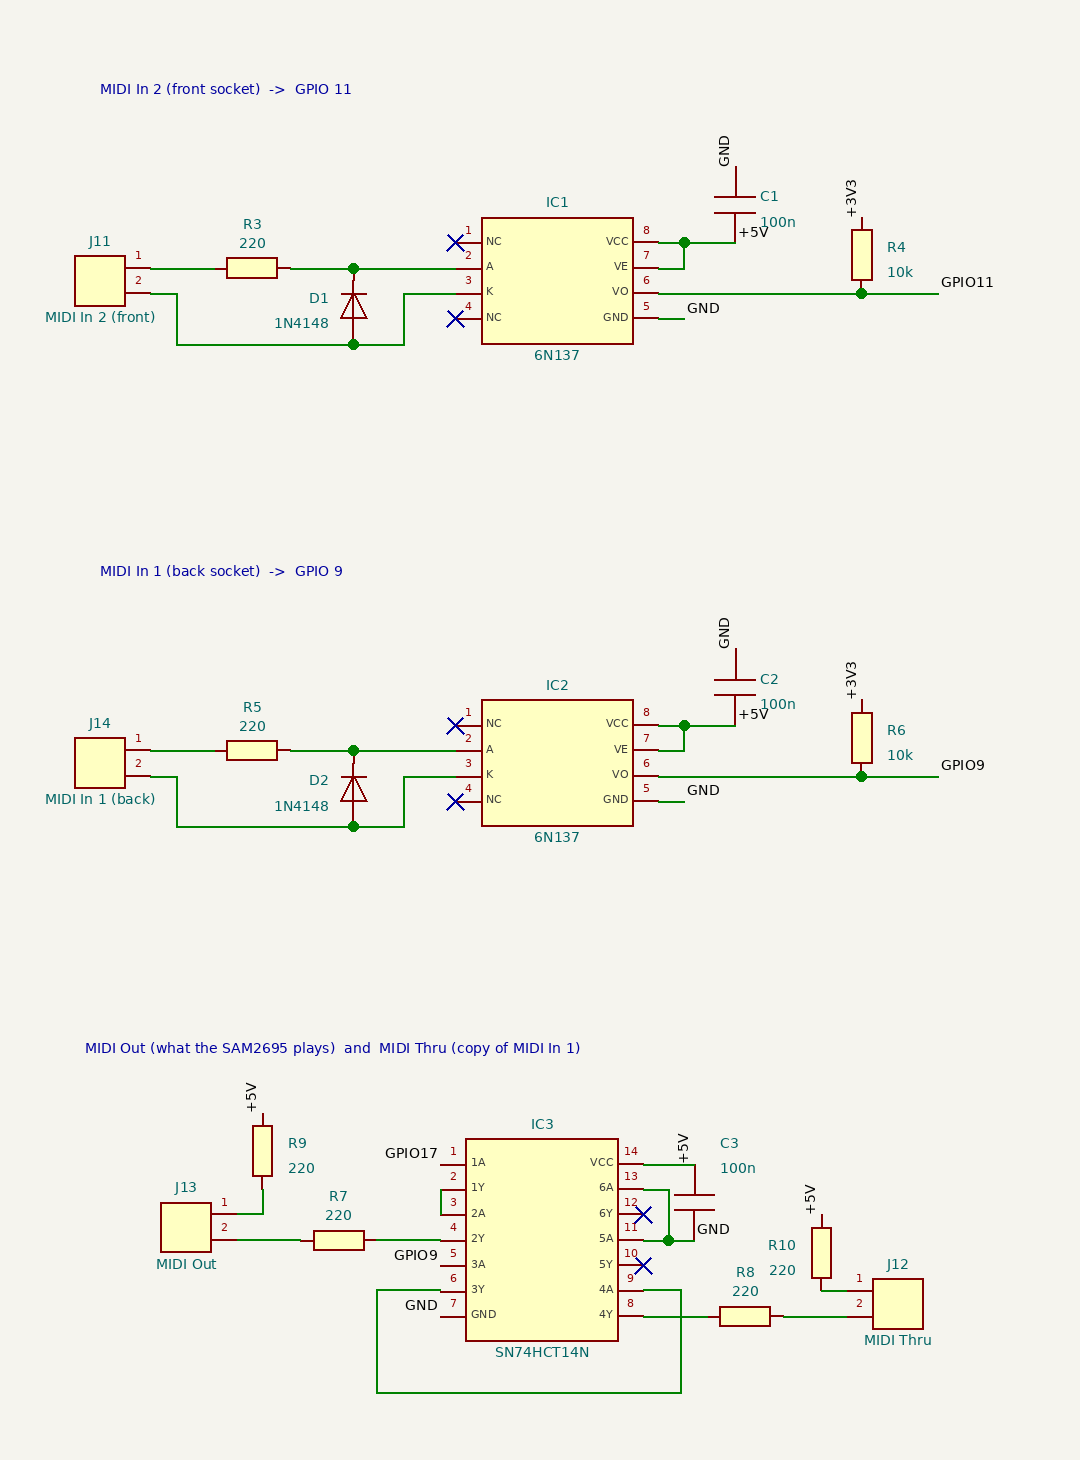 MIDI In 2 (front socket)  ->  GPIO 11
GND
+3V3
C1
100n
+5V
IC1
R3
220
J11
1
2
MIDI In 2 (front)
D1
1N4148
1
2
3
4
NC
A
K
NC
VCC
VE
VO
GND
8
7
6
5
GND
R4
10k
GPIO11
6N137
MIDI In 1 (back socket)  ->  GPIO 9
GND
+3V3
C2
100n
+5V
IC2
R5
220
J14
1
2
MIDI In 1 (back)
D2
1N4148
1
2
3
4
NC
A
K
NC
VCC
VE
VO
GND
8
7
6
5
GND
R6
10k
GPIO9
6N137
MIDI Out (what the SAM2695 plays)  and  MIDI Thru (copy of MIDI In 1)
+5V
R9
220
J13
1
2
MIDI Out
R7
220
IC3
GPIO17
GPIO9
GND
1
2
3
4
5
6
7
1A
1Y
2A
2Y
3A
3Y
GND
VCC
6A
6Y
5A
5Y
4A
4Y
14
13
12
11
10
9
8
SN74HCT14N
+5V
C3
100n
GND
+5V
R10
220
R8
220
J12
1
2
MIDI Thru